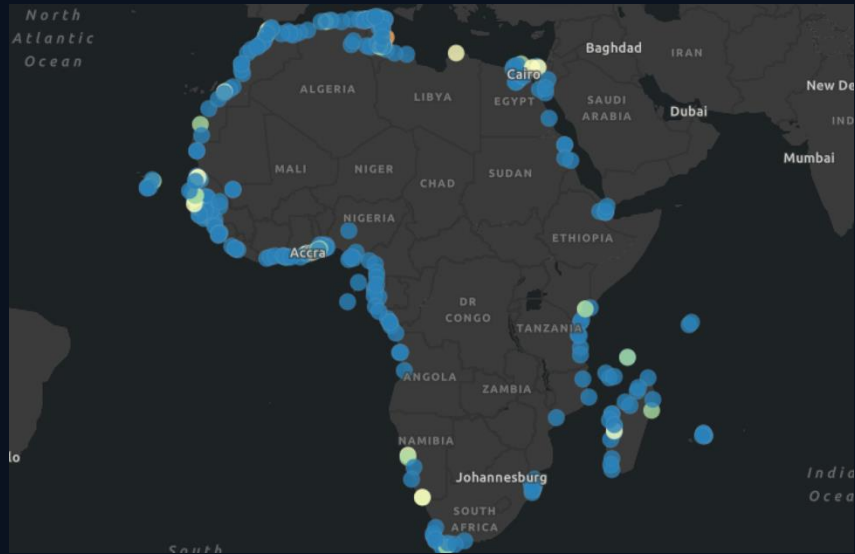 North
Atlantic
Ocean
Baghdad
IRAN
Cairo
ALGERIA
LIBYA
EGYPT
SAUDI
ARABIA
Dubai
New De
IND
Mumbai
MALI
NIGER
CHAD
SUDAN
NIGERIA
ETHIOPIA
Accra
DR
CONGO
TANZANIA
ANGOLA
ZAMBIA
NAMIBIA
Johannesburg
lo
SOUTH
AFRICA
India
Ocea
South